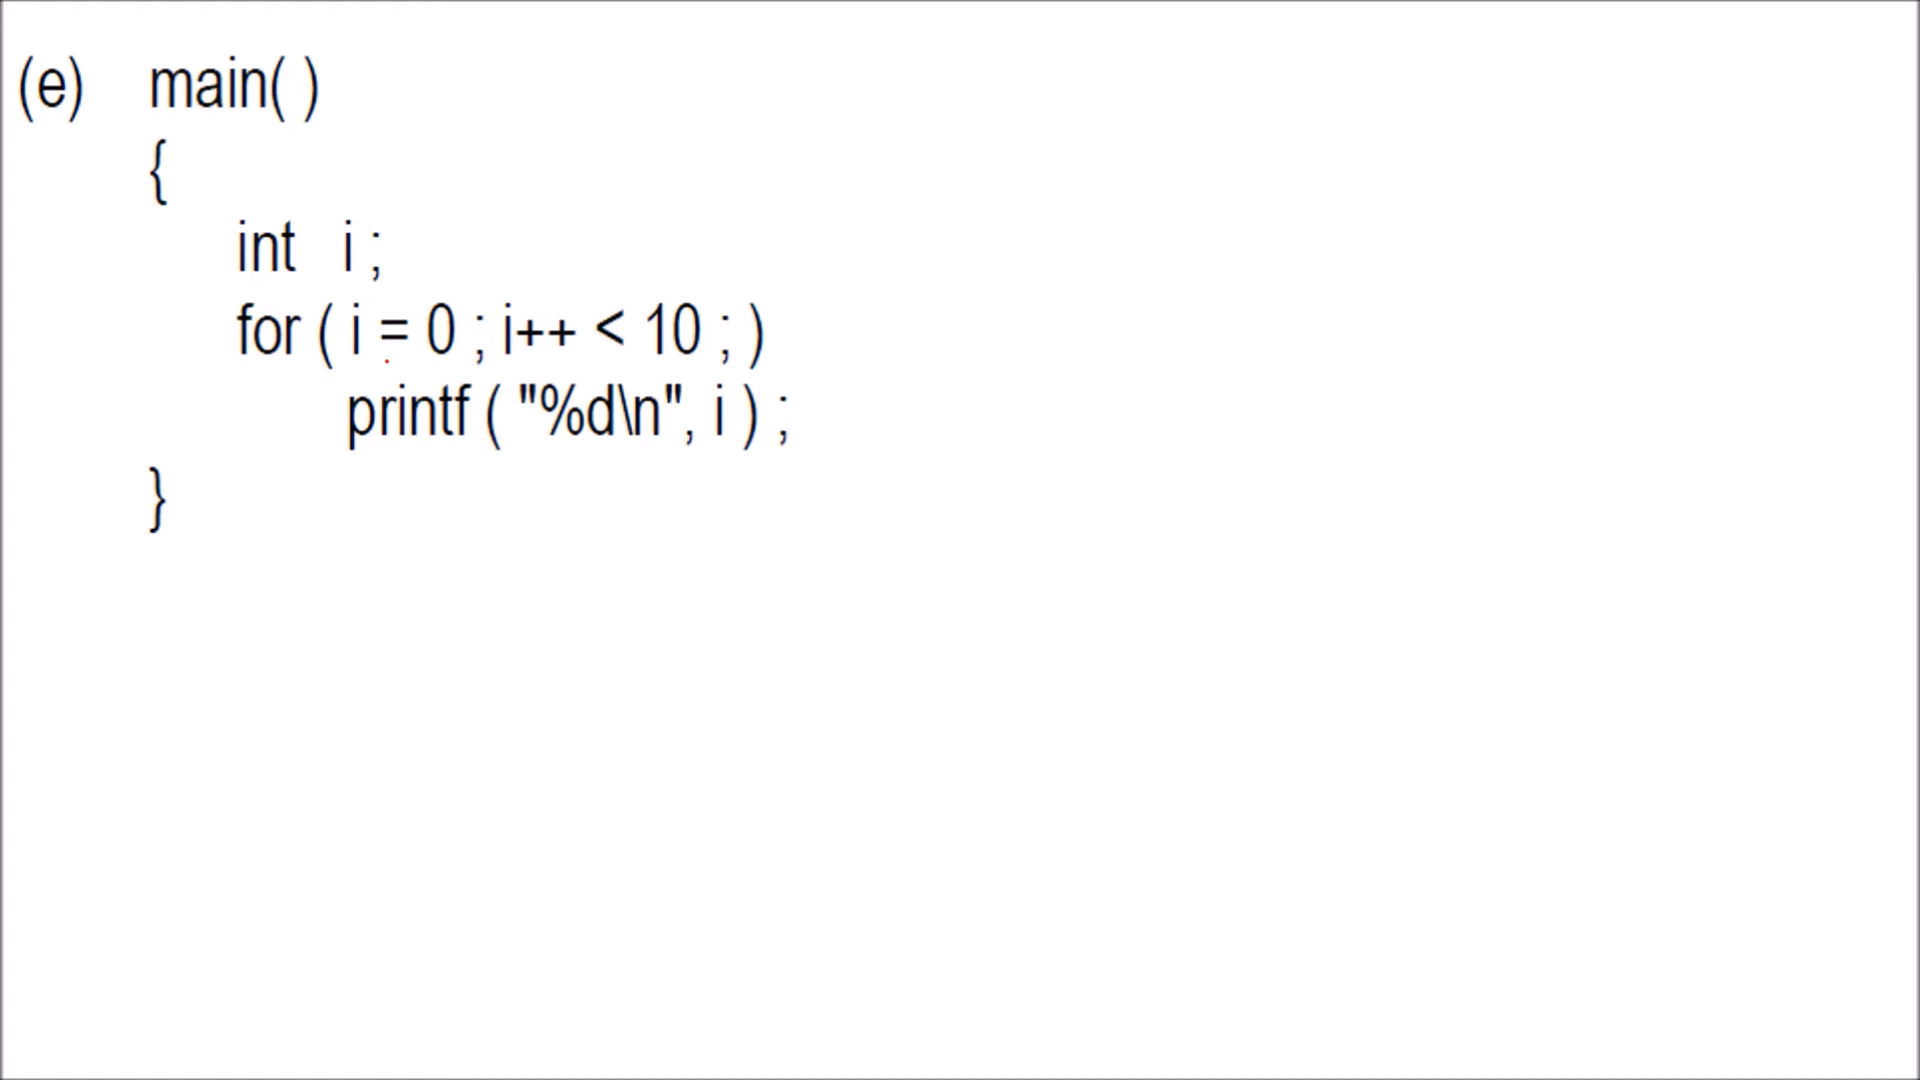 (e) main( )
{
int i ;
for ( i = 0 ; i++ < 10 ; )
printf ( "%d\n", i ) ;
}